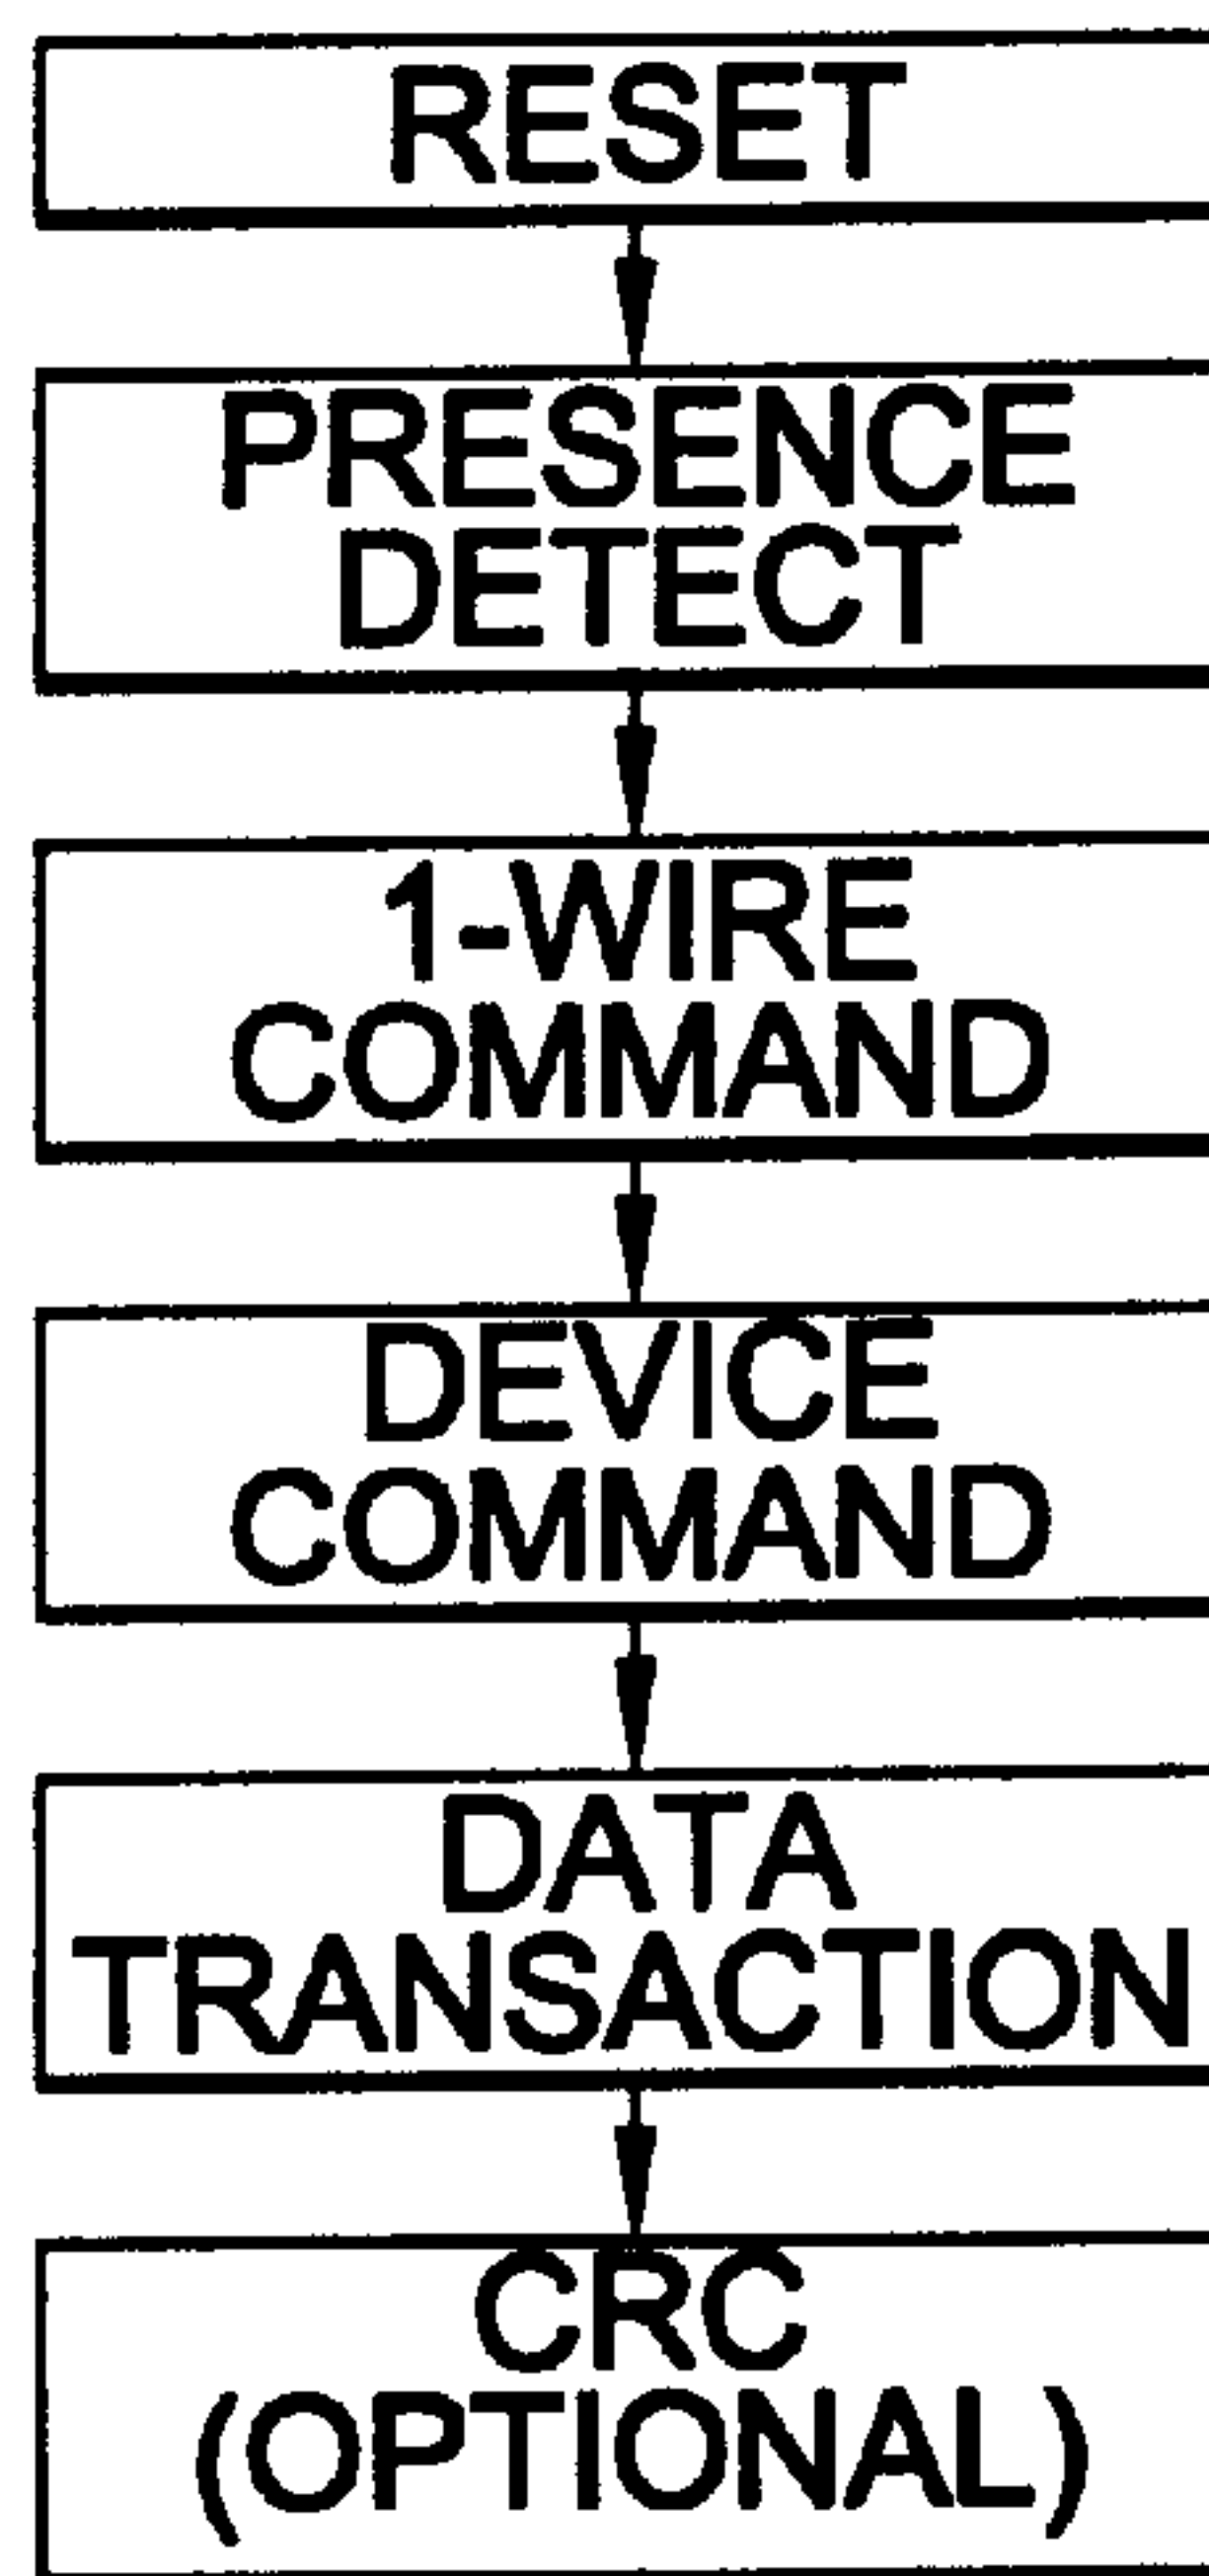 RESET
PRESENCE
DETECT
1-WIRE
COMMAND
DEVICE
COMMAND
DATA
TRANSACTION
CRC
(OPTIONAL)